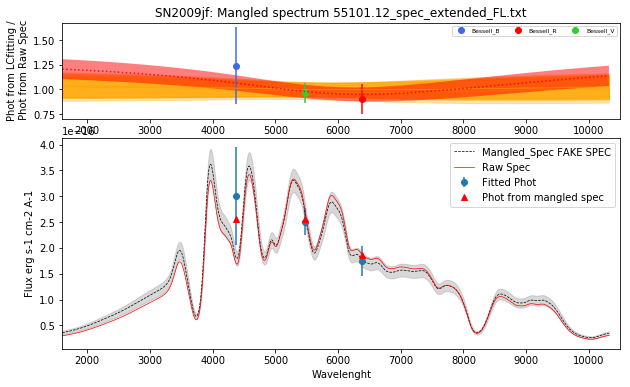 SN2009jf: Mangled spectrum 55101.12_spec_extended_FL.txt
Phot from LCfitting /
Phot from Raw Spec
1.50
1.25
1.00
0.75
Bessell_B
Bessell_R
Bessell_V
2000 3000 4000 5000 6000 7000 8000 9000 10000
Flux erg s-1 cm-2 A-1
4.0
3.5
3.0
2.5
2.0
1.5
1.0
0.5
Mangled_Spec FAKE SPEC
Raw Spec
Fitted Phot
Phot from mangled spec
2000 3000 4000 5000 6000 7000 8000 9000 10000
Wavelenght